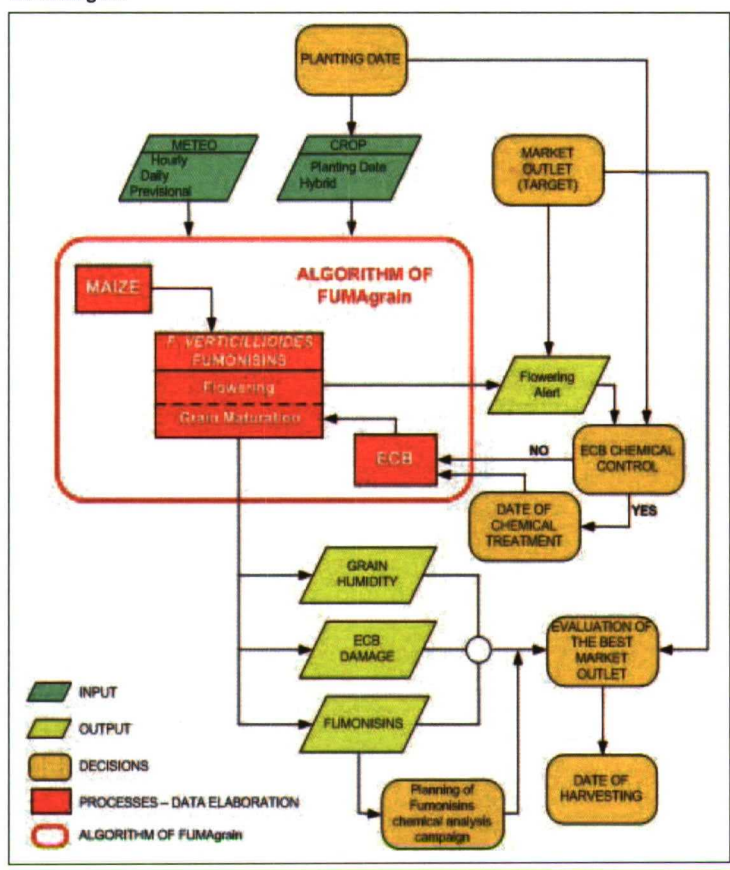 PLANTING DATE
METEO
Hourly
Daily
Previsional
CROP
Planting Date
Hybrid
MARKET
OUTLET
(TARGET)
ALGORITHM OF
FUMAgrain
MAIZE
F. VERTICILLIOIDES
FUMONISINS
Flowering
Grain Maturation
Flowering
Alert
ECB
NO
ECB CHEMICAL
CONTROL
YES
DATE OF
CHEMICAL
TREATMENT
GRAIN
HUMIDITY
ECB
DAMAGE
EVALUATION OF
THE BEST
MARKET
OUTLET
FUMONISINS
Planning of
Fumonisins
chemical analysis
campaign
DATE OF
HARVESTING
INPUT
OUTPUT
DECISIONS
PROCESSES – DATA ELABORATION
ALGORITHM OF FUMAgrain